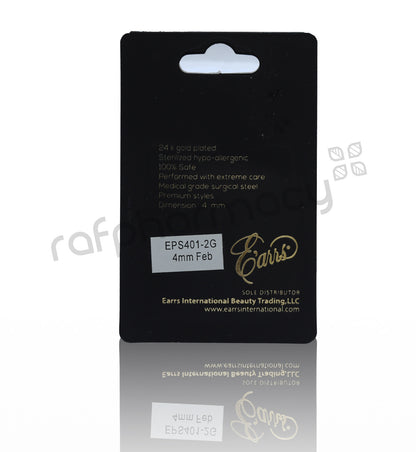 24 k gold plated
Sterilized hypo-allergenic
100% Safe
Performed with extreme care
Medical grade surgical steel
Premium styles
Dimension 4 mm
rafpharmacy
EPS401-2G
4mm Feb
Earrs
SOLE DISTRIBUTOR
Earrs International Beauty Trading,LLC
www.earrsinternational.com